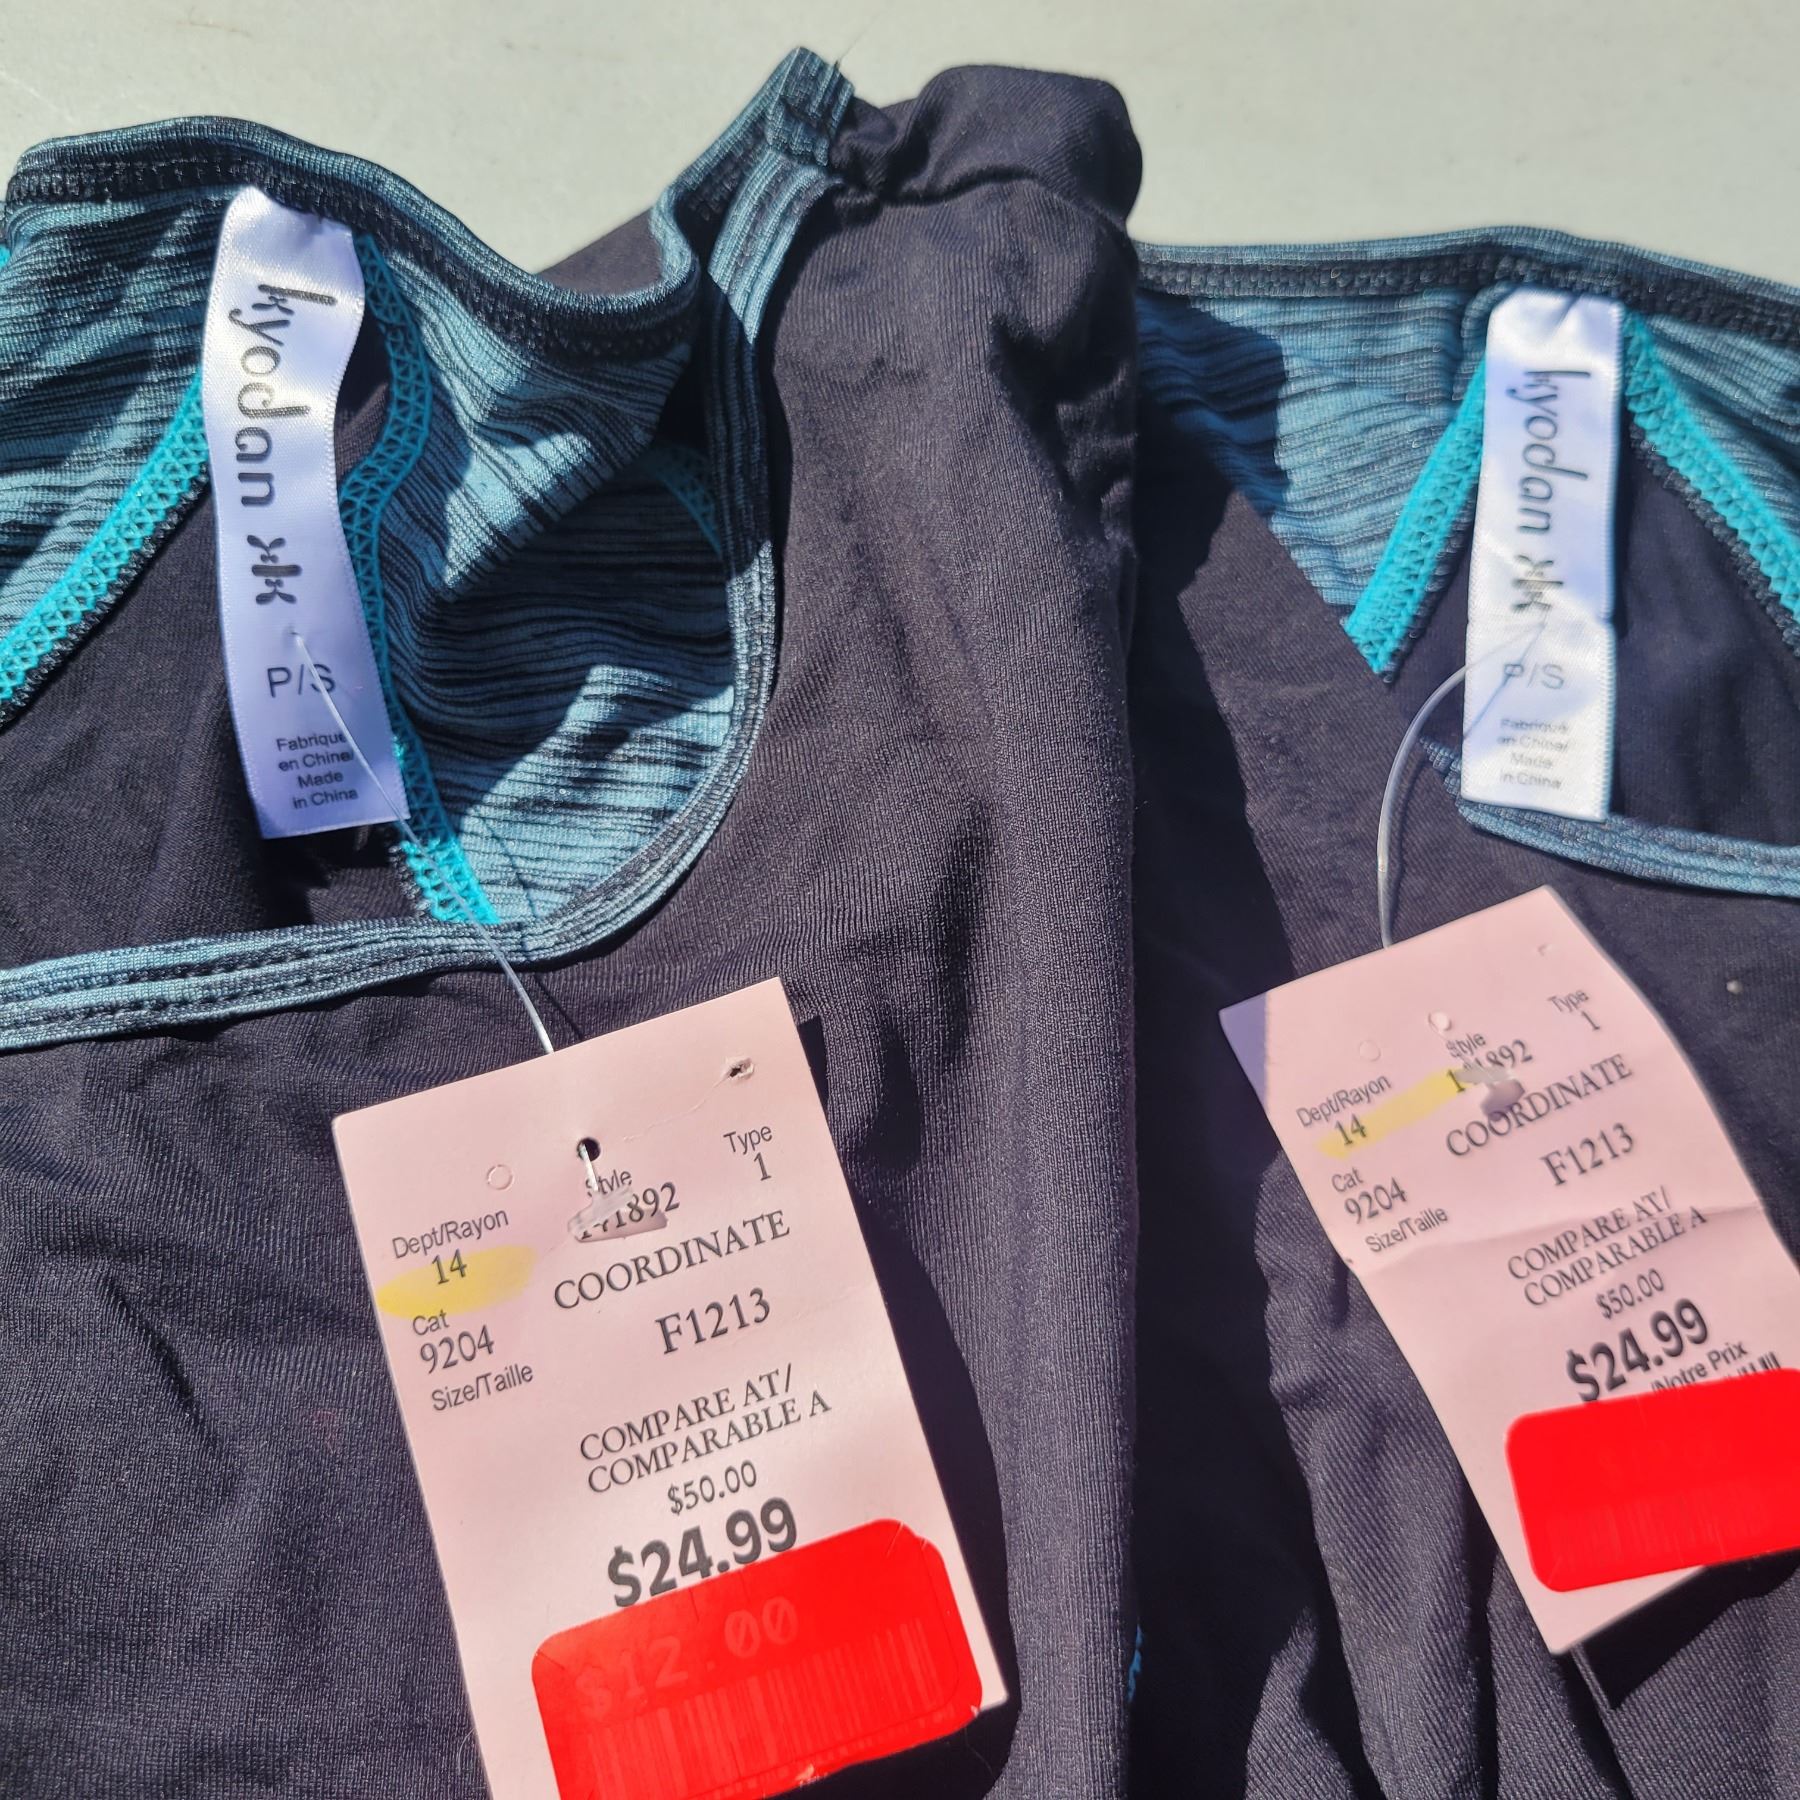 kyodan
P/S
Fabriqué
en Chine/
Made
in China
kyodan
P/S
Fabriqué
en Chine/
Made
in China
Type
1
Style
141892
Dept/Rayon
14
COORDINATE
Cat
9204
F1213
Size/Taille
COMPARE AT/
COMPARABLE A
$50.00
$24.99
$12.00
Type
1
Style
141892
Dept/Rayon
14
COORDINATE
Cat
9204
F1213
Size/Taille
COMPARE AT/
COMPARABLE A
$50.00
$24.99
/Notre Prix